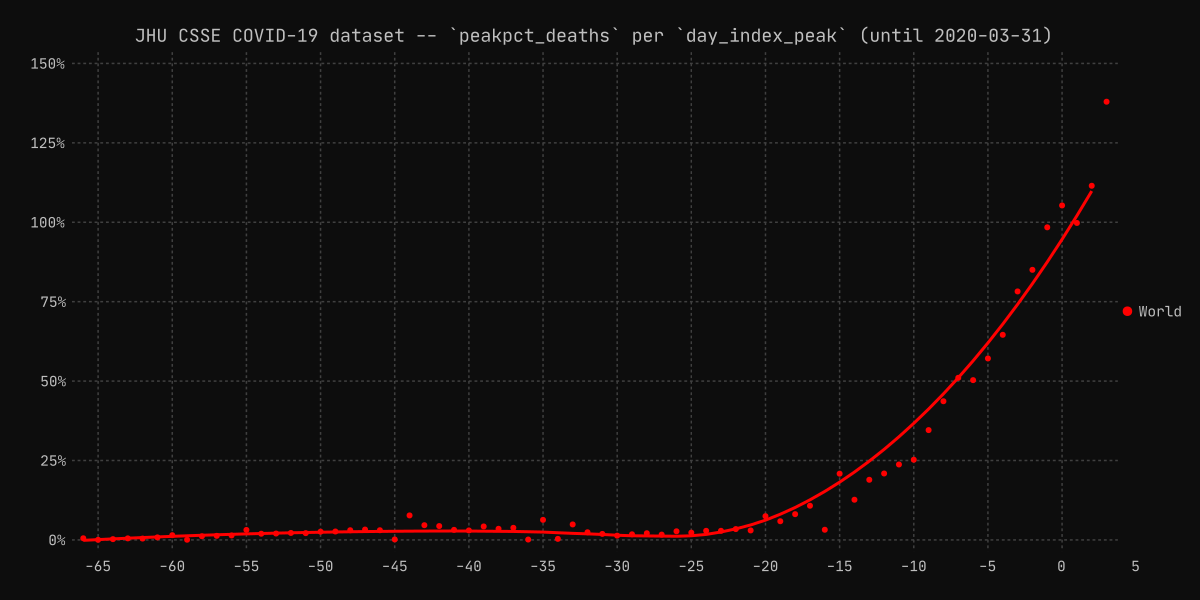 JHU CSSE COVID-19 dataset -- `peakpct_deaths` per `day_index_peak` (until 2020-03-31)
150%
125%
100%
75%
50%
25%
0%
World
-65 -60 -55 -50 -45 -40 -35 -30 -25 -20 -15 -10 -5 0 5